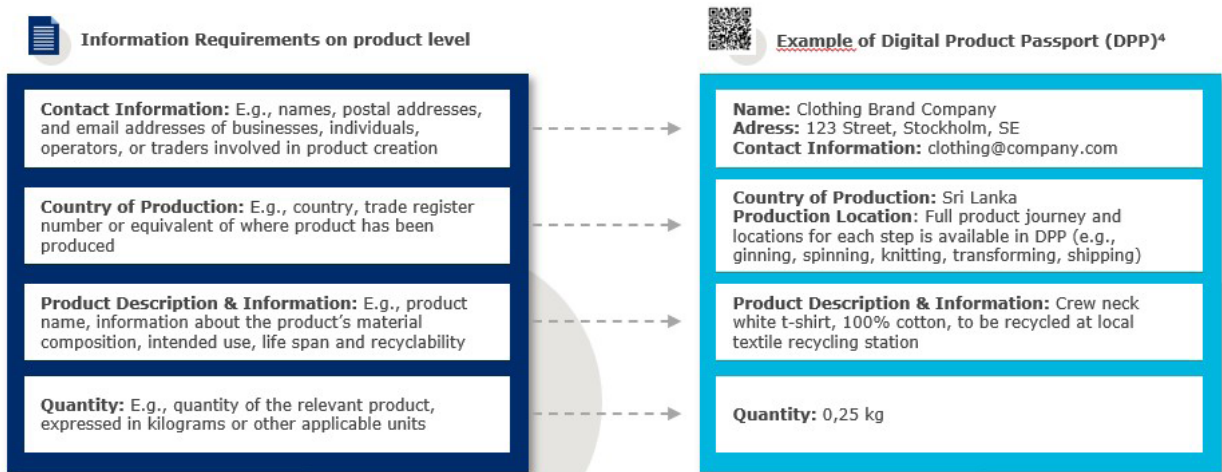 Information Requirements on product level
Contact Information: E.g., names, postal addresses,
and email addresses of businesses, individuals,
operators, or traders involved in product creation
Country of Production: E.g., country, trade register
number or equivalent of where product has been
produced
Product Description & Information: E.g., product
name, information about the product's material
composition, intended use, life span and recyclability
Quantity: E.g., quantity of the relevant product,
expressed in kilograms or other applicable units
Example of Digital Product Passport (DPP)⁴
Name: Clothing Brand Company
Adress: 123 Street, Stockholm, SE
Contact Information: clothing@company.com
Country of Production: Sri Lanka
Production Location: Full product journey and
locations for each step is available in DPP (e.g.,
ginning, spinning, knitting, transforming, shipping)
Product Description & Information: Crew neck
white t-shirt, 100% cotton, to be recycled at local
textile recycling station
Quantity: 0,25 kg